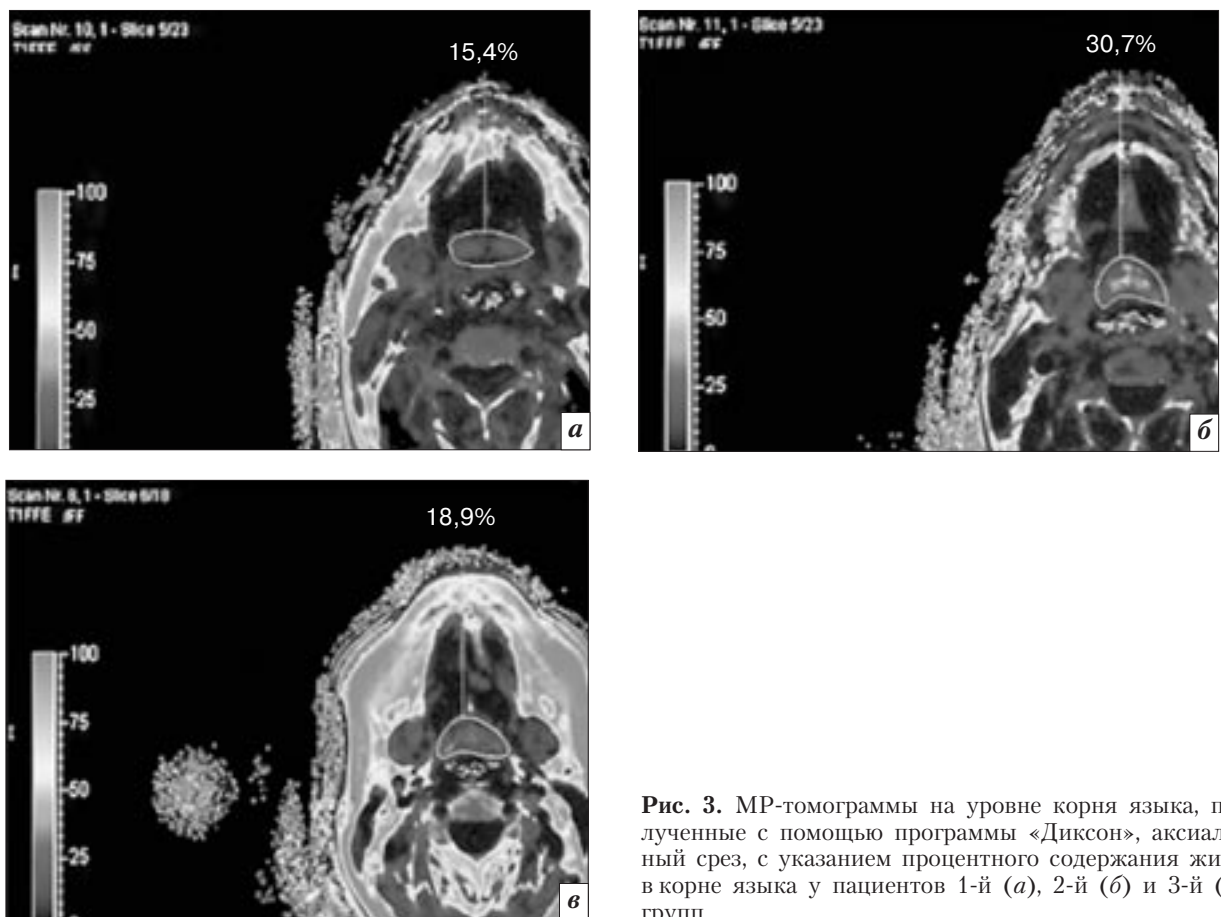 Scan Nr. 10, 1 - Slice 5/23
T1FFE
15,4%
100
75
50
25
а
Scan Nr. 11, 1 - Slice 5/23
T1FFE
30,7%
100
75
50
25
б
Scan Nr. 8, 1 - Slice 6/18
T1FFE
18,9%
100
75
50
25
в
Рис. 3. МР-томограммы на уровне корня языка, п
лученные с помощью программы «Диксон», аксиал
ный срез, с указанием процентного содержания жи
в корне языка у пациентов 1-й (а), 2-й (б) и 3-й (
групп